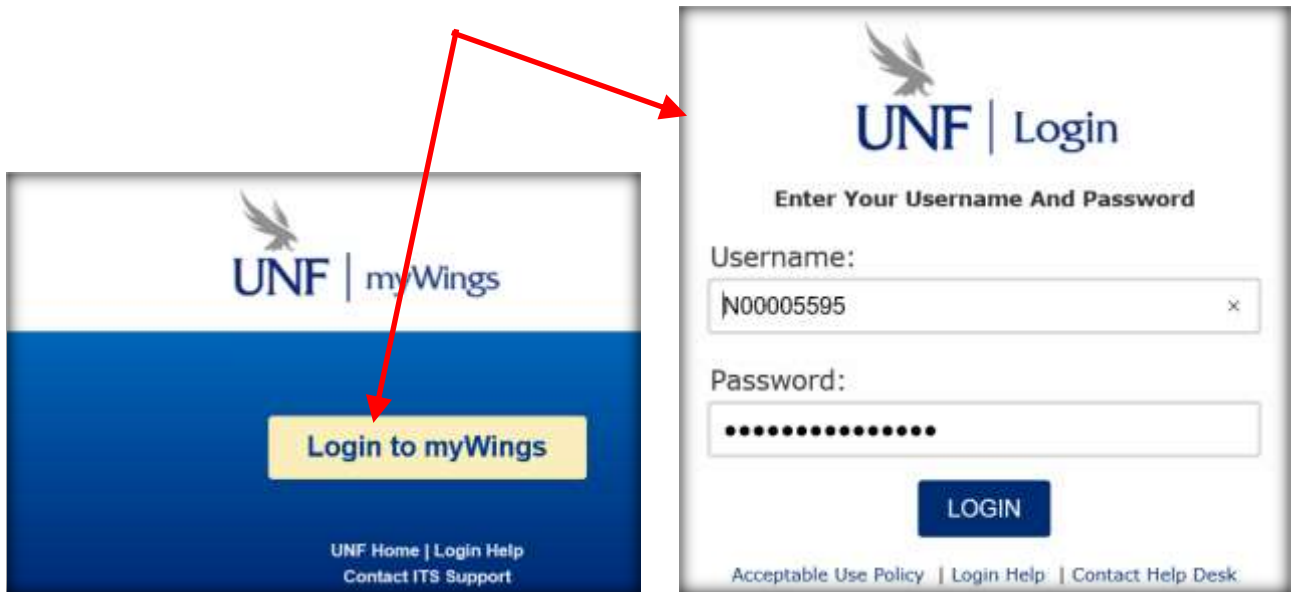 UNF | myWings
Login to myWings
UNF Home | Login Help
Contact ITS Support
UNF | Login
Enter Your Username And Password
Username:
N00005595 ×
Password:
●●●●●●●●●●●●●●●
LOGIN
Acceptable Use Policy | Login Help | Contact Help Desk